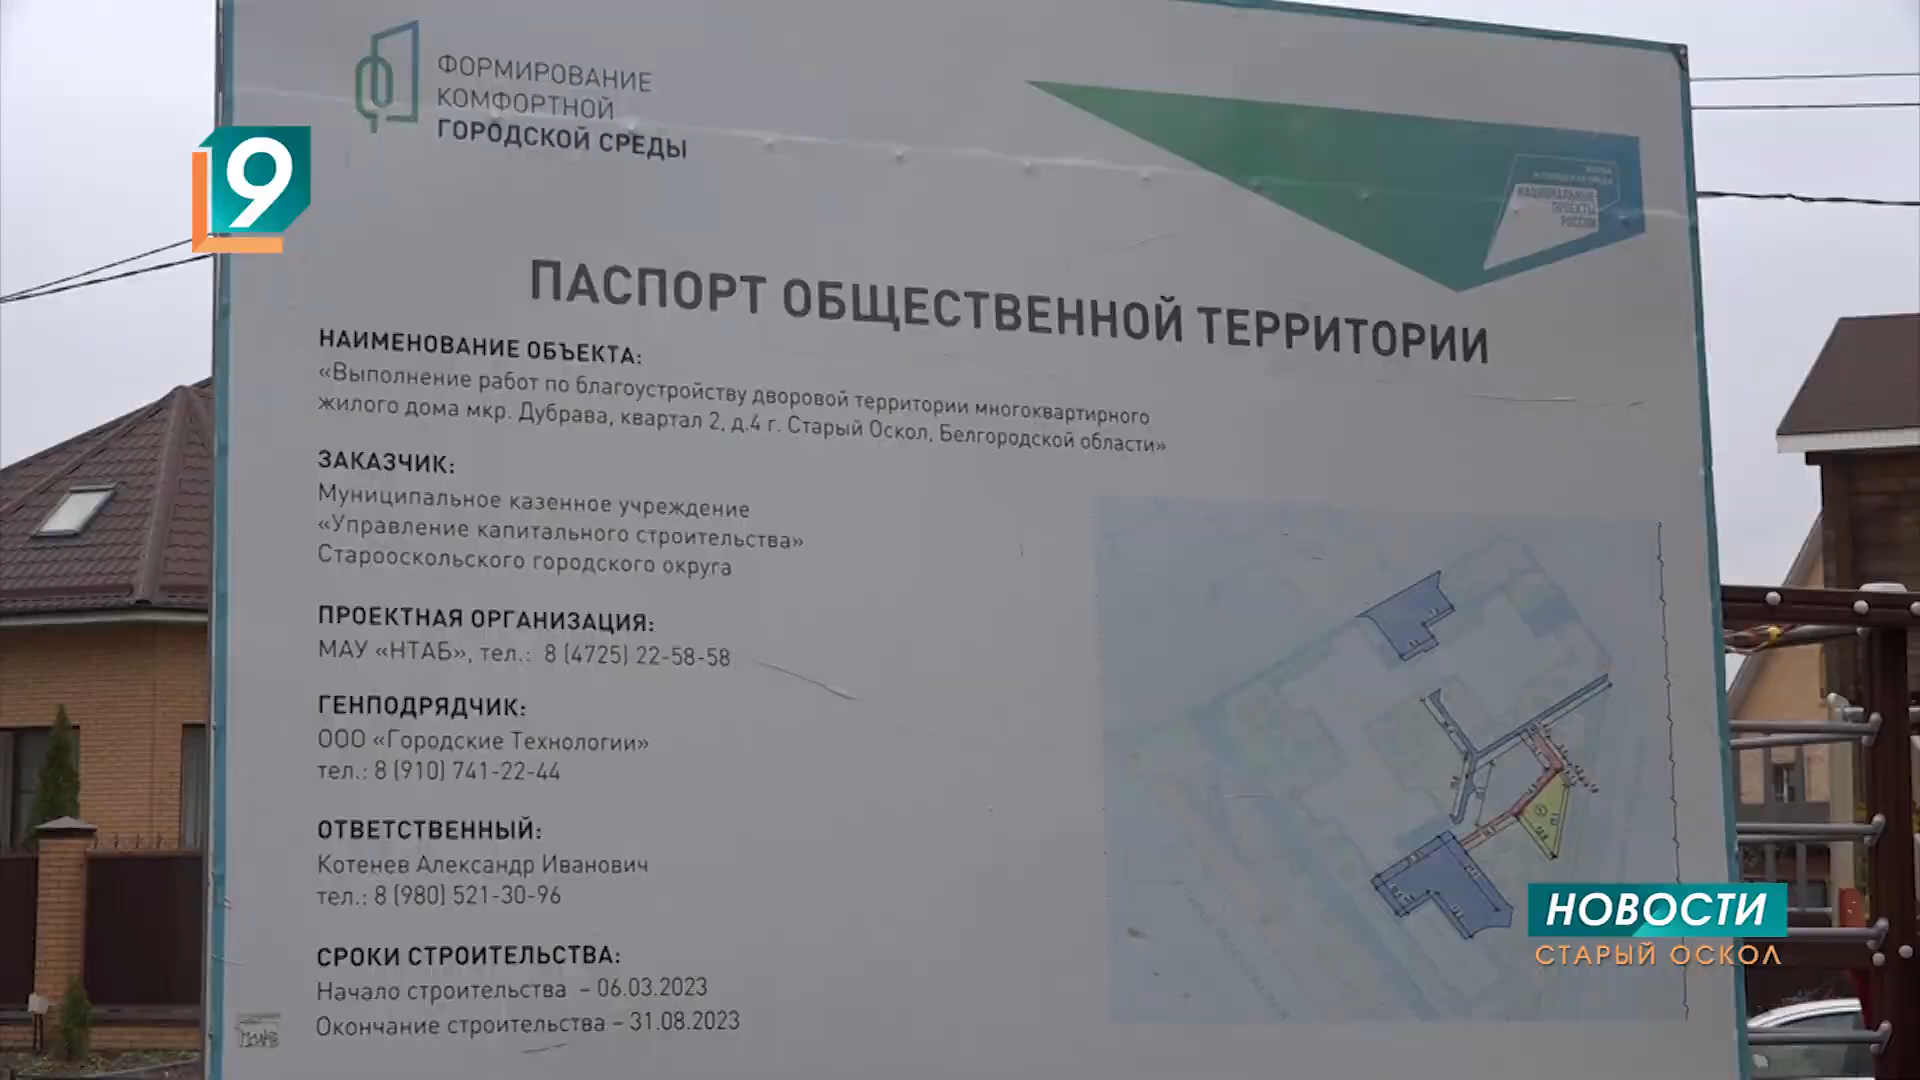 ФОРМИРОВАНИЕ
КОМФОРТНОЙ
ГОРОДСКОЙ СРЕДЫ
9
НАЦИОНАЛЬНЫЕ
ПРОЕКТЫ
РОССИИ
ПАСПОРТ ОБЩЕСТВЕННОЙ ТЕРРИТОРИИ
НАИМЕНОВАНИЕ ОБЪЕКТА:
«Выполнение работ по благоустройству дворовой территории многоквартирного
жилого дома мкр. Дубрава, квартал 2, д.4 г. Старый Оскол, Белгородской области»
ЗАКАЗЧИК:
Муниципальное казенное учреждение
«Управление капитального строительства»
Старооскольского городского округа
ПРОЕКТНАЯ ОРГАНИЗАЦИЯ:
МАУ «НТАБ», тел.: 8 (4725) 22-58-58
ГЕНПОДРЯДЧИК:
ООО «Городские Технологии»
тел.: 8 (910) 741-22-44
ОТВЕТСТВЕННЫЙ:
Котенев Александр Иванович
тел.: 8 (980) 521-30-96
СРОКИ СТРОИТЕЛЬСТВА:
Начало строительства – 06.03.2023
Окончание строительства – 31.08.2023
НОВОСТИ
СТАРЫЙ ОСКОЛ